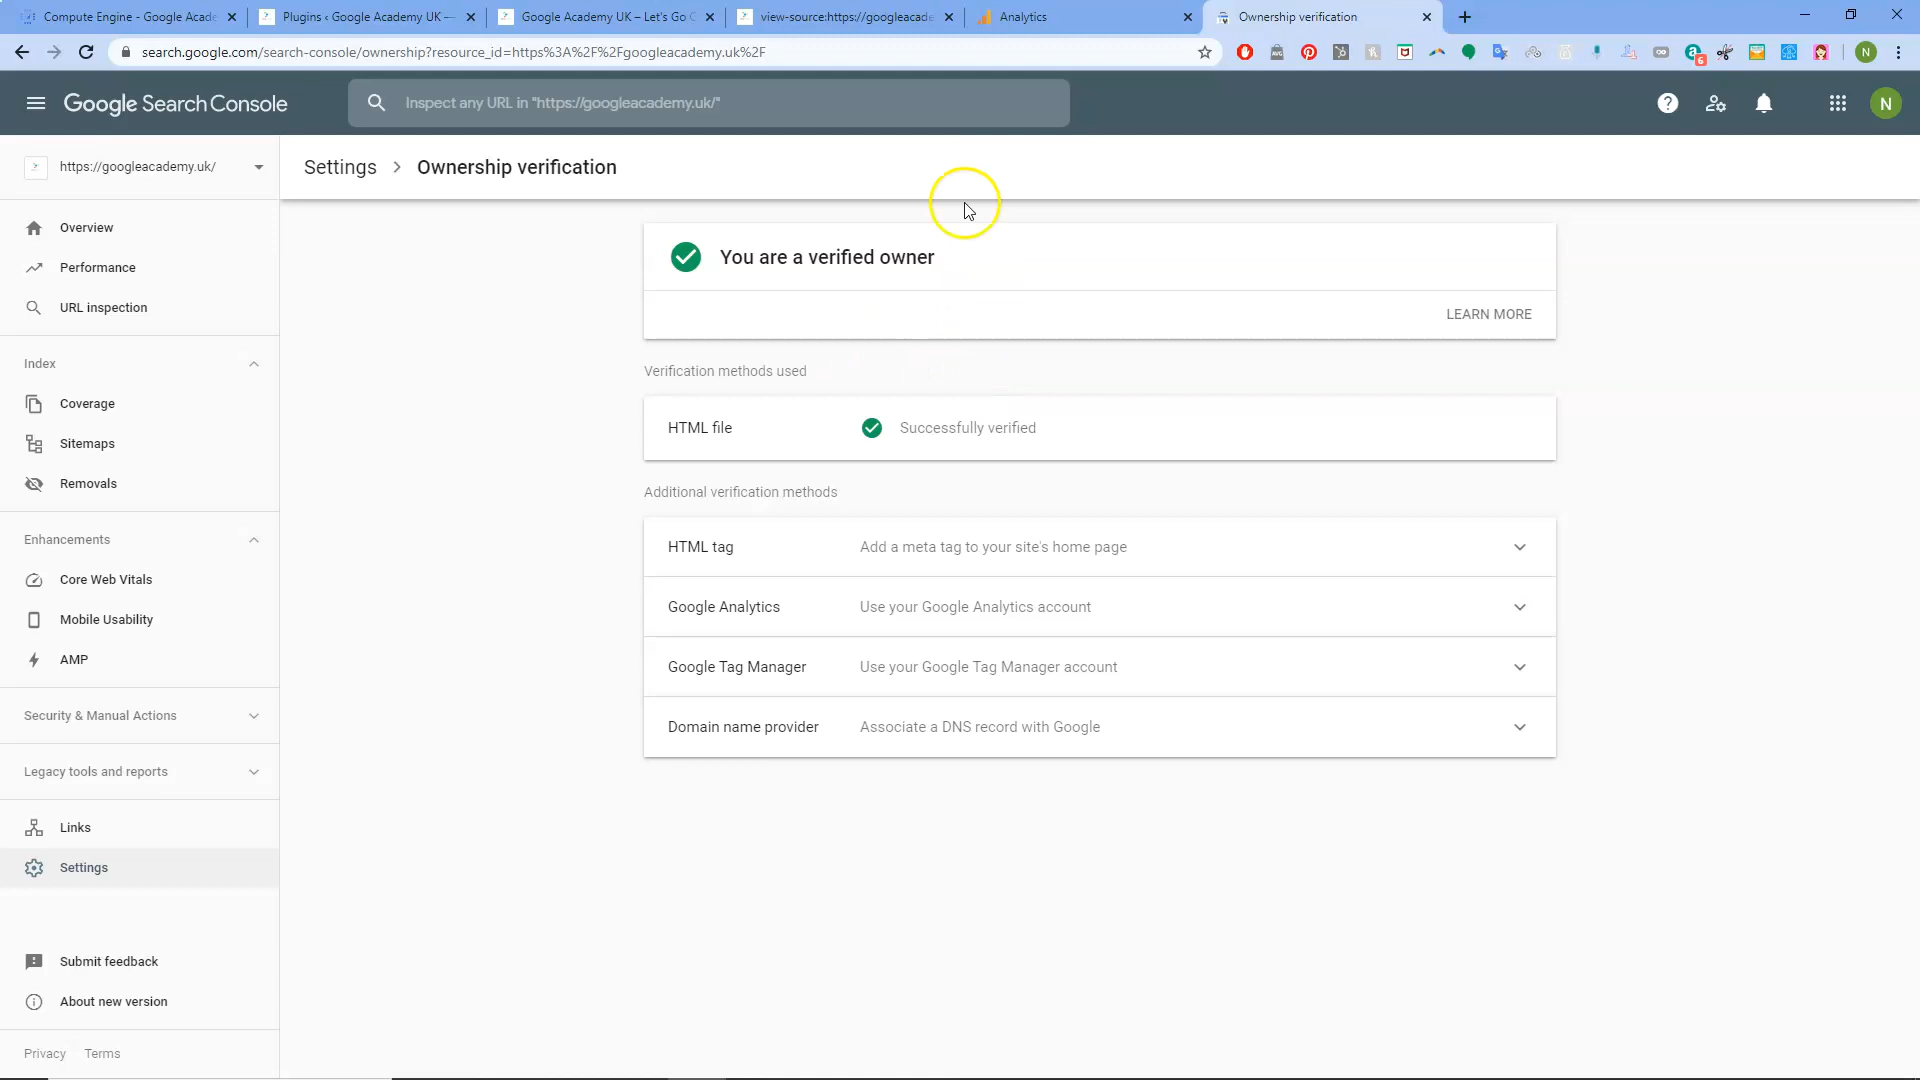 Compute Engine - Google Acade
Plugins ‹ Google Academy UK —
Google Academy UK – Let's Go G
view-source:https://googleacade
Analytics
Ownership verification
search.google.com/search-console/ownership?resource_id=https%3A%2F%2Fgoogleacademy.uk%2F
6
N
Google Search Console
Inspect any URL in "https://googleacademy.uk/"
N
https://googleacademy.uk/
Settings > Ownership verification
Overview
Performance
URL inspection
Index
Coverage
Sitemaps
Removals
Enhancements
Core Web Vitals
Mobile Usability
AMP
Security & Manual Actions
Legacy tools and reports
Links
Settings
Submit feedback
About new version
Privacy Terms
You are a verified owner
LEARN MORE
Verification methods used
HTML file Successfully verified
Additional verification methods
HTML tag Add a meta tag to your site's home page
Google Analytics Use your Google Analytics account
Google Tag Manager Use your Google Tag Manager account
Domain name provider Associate a DNS record with Google